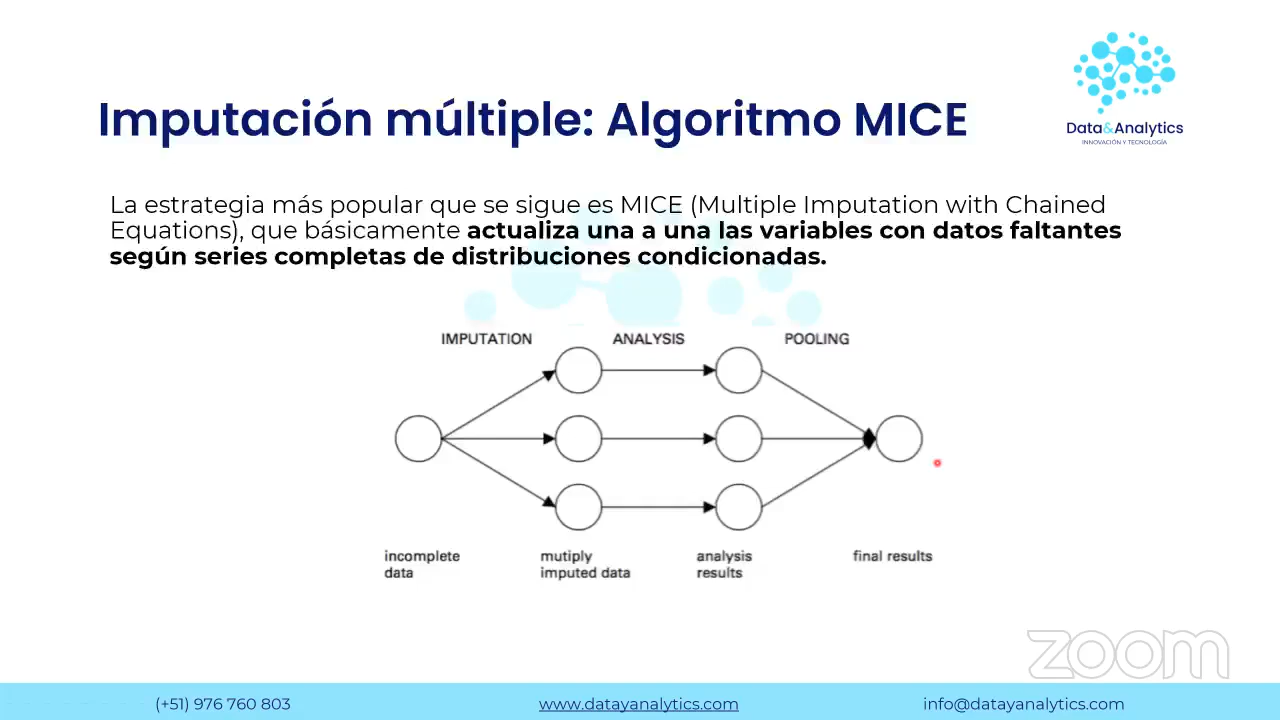 Imputación múltiple: Algoritmo MICE
Data&Analytics
INNOVACIÓN Y TECNOLOGÍA
La estrategia más popular que se sigue es MICE (Multiple Imputation with Chained
Equations), que básicamente actualiza una a una las variables con datos faltantes
según series completas de distribuciones condicionadas.
IMPUTATION ANALYSIS POOLING
incomplete
data
mutiply
imputed data
analysis
results
final results
zoom
(+51) 976 760 803 www.datayanalytics.com info@datayanalytics.com